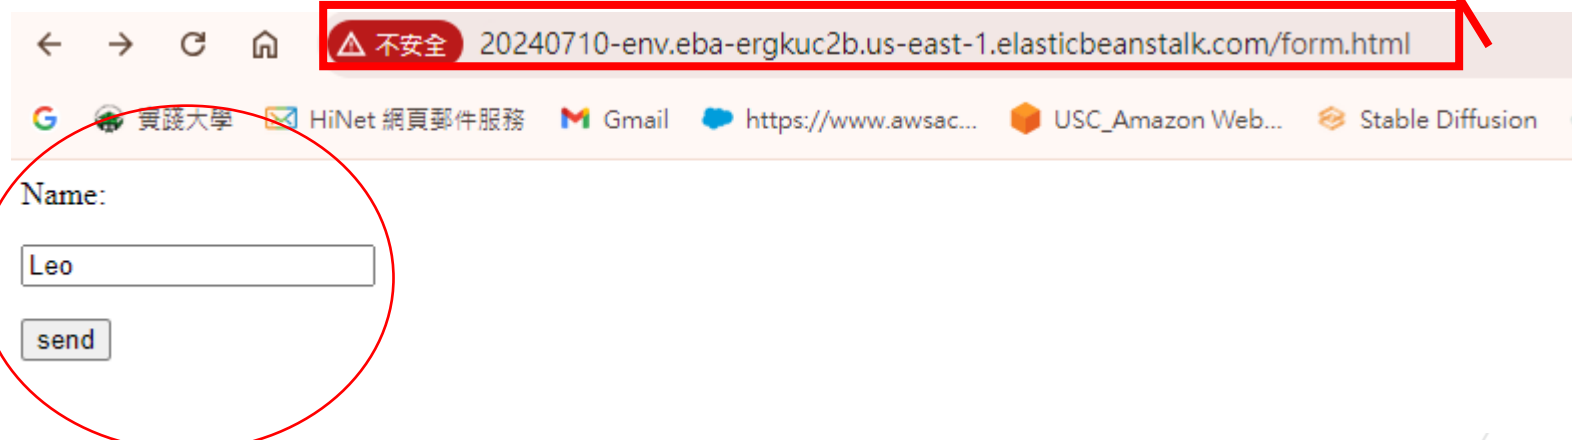 不安全 20240710-env.eba-ergkuc2b.us-east-1.elasticbeanstalk.com/form.html
實踐大學 HiNet 網頁郵件服務 Gmail https://www.awsac... USC_Amazon Web... Stable Diffusion
Name:
Leo
send